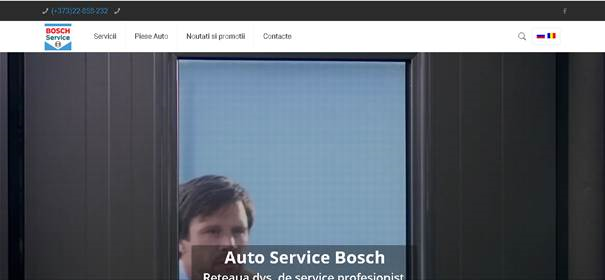 (+373)22-858-232
BOSCH
Service
Servicii Piese Auto Noutati si promotii Contacte
Auto Service Bosch
Reteaua dvs. de service profesionist